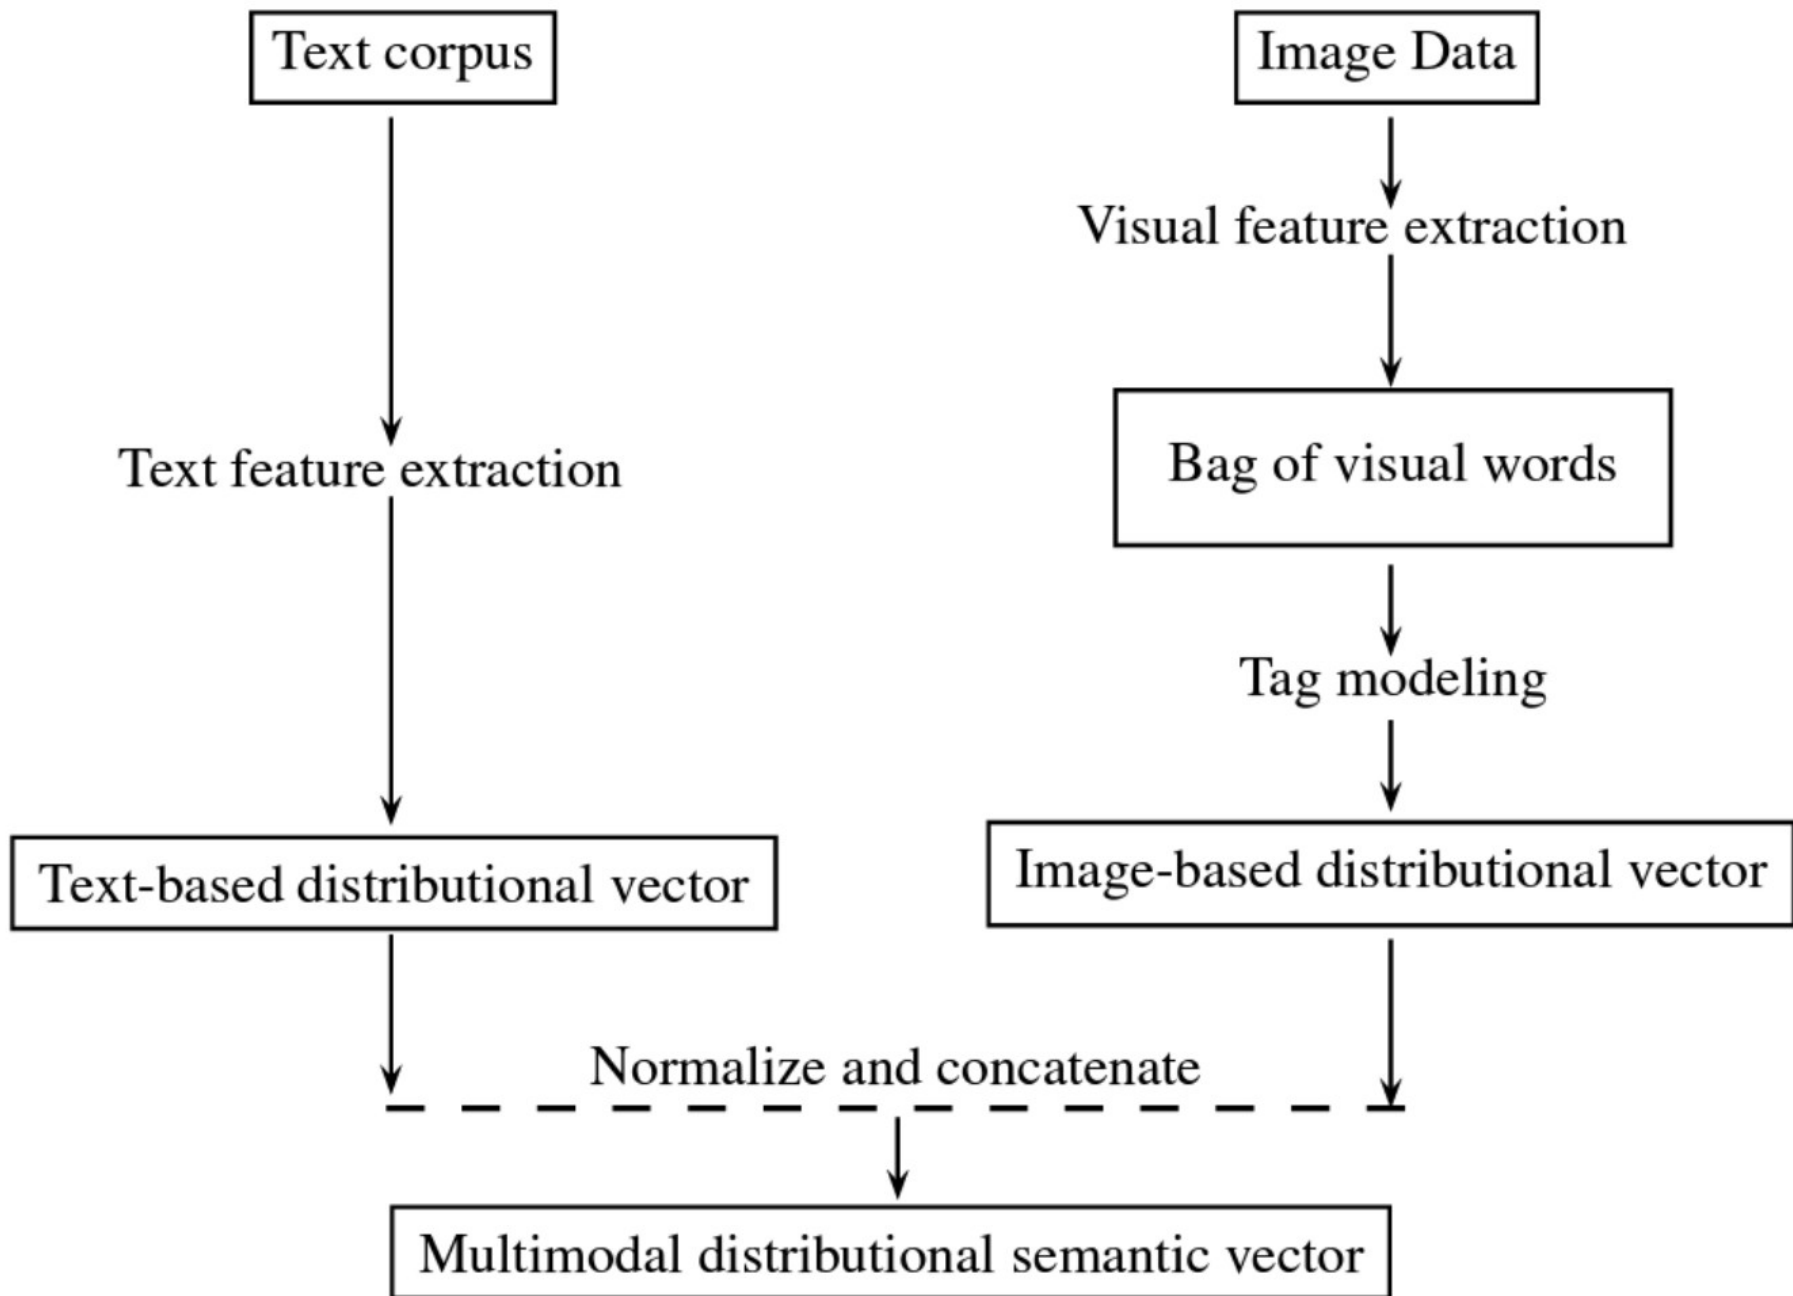 Text corpus
Image Data
Visual feature extraction
Text feature extraction
Bag of visual words
Tag modeling
Text-based distributional vector
Image-based distributional vector
Normalize and concatenate
Multimodal distributional semantic vector